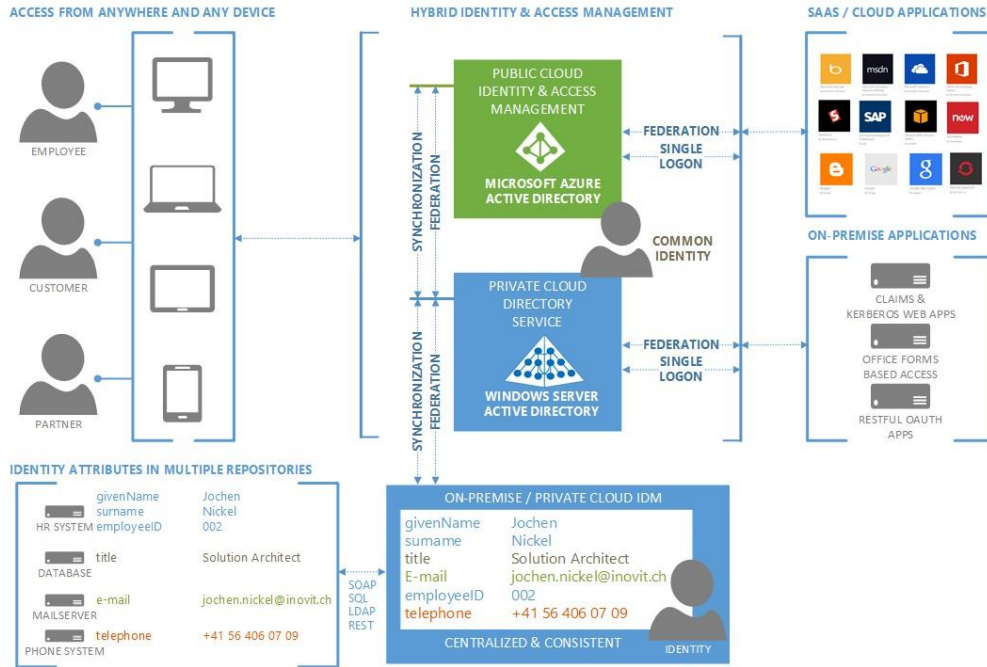 ACCESS FROM ANYWHERE AND ANY DEVICE
EMPLOYEE
CUSTOMER
PARTNER
HYBRID IDENTITY & ACCESS MANAGEMENT
PUBLIC CLOUD
IDENTITY & ACCESS
MANAGEMENT
MICROSOFT AZURE
ACTIVE DIRECTORY
SYNCHRONIZATION
FEDERATION
FEDERATION
SINGLE
LOGON
COMMON
IDENTITY
PRIVATE CLOUD
DIRECTORY
SERVICE
WINDOWS SERVER
ACTIVE DIRECTORY
SYNCHRONIZATION
FEDERATION
FEDERATION
SINGLE
LOGON
SAAS / CLOUD APPLICATIONS
msdn
SAP
now
Google
g
ON-PREMISE APPLICATIONS
CLAIMS &
KERBEROS WEB APPS
OFFICE FORMS
BASED ACCESS
RESTFUL OAUTH
APPS
IDENTITY ATTRIBUTES IN MULTIPLE REPOSITORIES
givenName Jochen
surname Nickel
HR SYSTEM employeeID 002
title Solution Architect
DATABASE
e-mail jochen.nickel@inovit.ch
MAILSERVER
telephone +41 56 406 07 09
PHONE SYSTEM
SOAP
SQL
LDAP
REST
ON-PREMISE / PRIVATE CLOUD IDM
givenName Jochen
surname Nickel
title Solution Architect
E-mail jochen.nickel@inovit.ch
employeeID 002
telephone +41 56 406 07 09
IDENTITY
CENTRALIZED & CONSISTENT